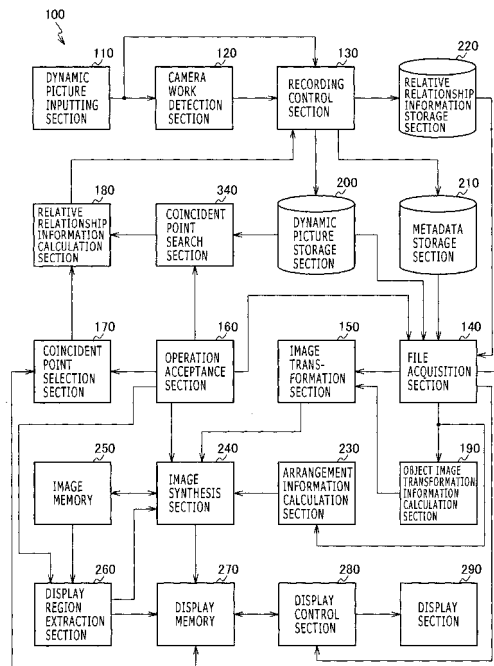 100
110
DYNAMIC
PICTURE
INPUTTING
SECTION
120
CAMERA
WORK
DETECTION
SECTION
130
RECORDING
CONTROL
SECTION
220
RELATIVE
RELATIONSHIP
INFORMATION
STORAGE
SECTION
180
RELATIVE
RELATIONSHIP
INFORMATION
CALCULATION
SECTION
340
COINCIDENT
POINT
SEARCH
SECTION
200
DYNAMIC
PICTURE
STORAGE
SECTION
210
METADATA
STORAGE
SECTION
170
COINCIDENT
POINT
SELECTION
SECTION
160
OPERATION
ACCEPTANCE
SECTION
150
IMAGE
TRANS-
FORMATION
SECTION
140
FILE
ACQUISITION
SECTION
250
IMAGE
MEMORY
240
IMAGE
SYNTHESIS
SECTION
230
ARRANGEMENT
INFORMATION
CALCULATION
SECTION
190
OBJECT IMAGE
TRANSFORMATION
INFORMATION
CALCULATION
SECTION
260
DISPLAY
REGION
EXTRACTION
SECTION
270
DISPLAY
MEMORY
280
DISPLAY
CONTROL
SECTION
290
DISPLAY
SECTION